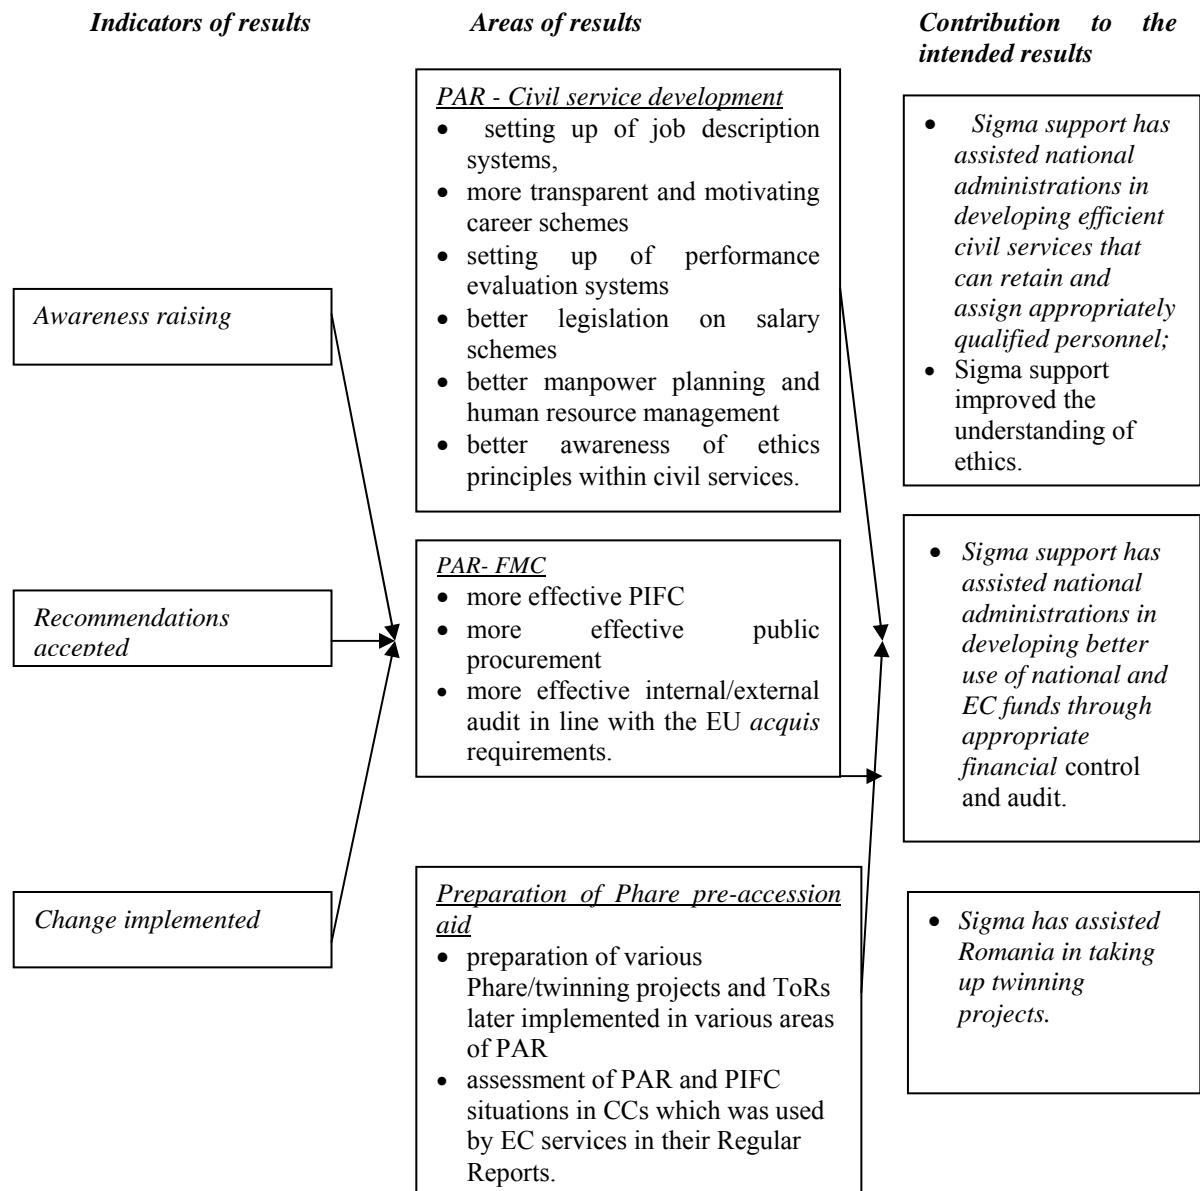 Indicators of results
Areas of results
Contribution to the
intended results
Awareness raising
Recommendations
accepted
Change implemented
PAR - Civil service development
• setting up of job description
systems,
• more transparent and motivating
career schemes
• setting up of performance
evaluation systems
• better legislation on salary
schemes
• better manpower planning and
human resource management
• better awareness of ethics
principles within civil services.
PAR- FMC
• more effective PIFC
• more effective public
procurement
• more effective internal/external
audit in line with the EU acquis
requirements.
Preparation of Phare pre-accession
aid
• preparation of various
Phare/twinning projects and ToRs
later implemented in various areas
of PAR
• assessment of PAR and PIFC
situations in CCs which was used
by EC services in their Regular
Reports.
• Sigma support has
assisted national
administrations in
developing efficient
civil services that
can retain and
assign appropriately
qualified personnel;
• Sigma support
improved the
understanding of
ethics.
• Sigma support has
assisted national
administrations in
developing better
use of national and
EC funds through
appropriate
financial control
and audit.
• Sigma has assisted
Romania in taking
up twinning
projects.